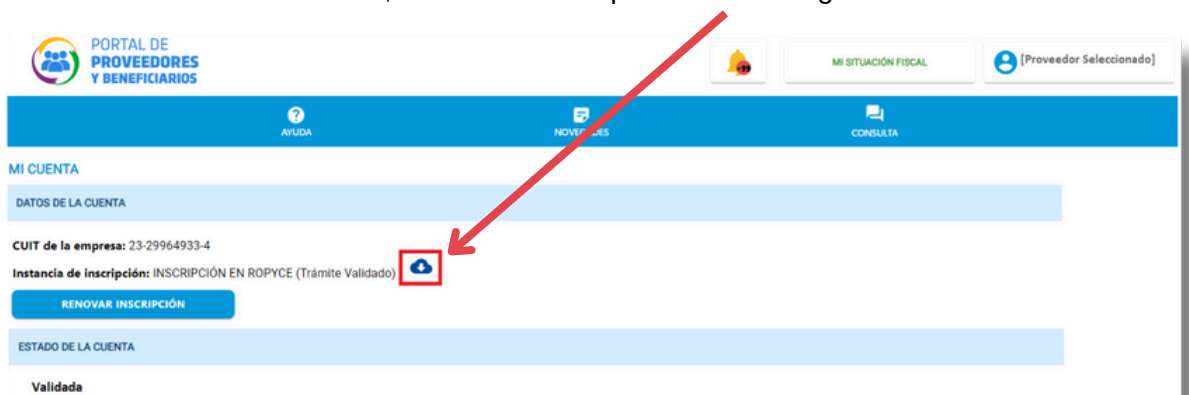 PORTAL DE
PROVEEDORES
Y BENEFICIARIOS
MI SITUACIÓN FISCAL
[Proveedor Seleccionado]
AYUDA
CONSULTA
MI CUENTA
DATOS DE LA CUENTA
CUIT de la empresa: 23-29964933-4
Instancia de inscripción: INSCRIPCIÓN EN ROPYCE (Trámite Validado)
RENOVAR INSCRIPCIÓN
ESTADO DE LA CUENTA
Validada